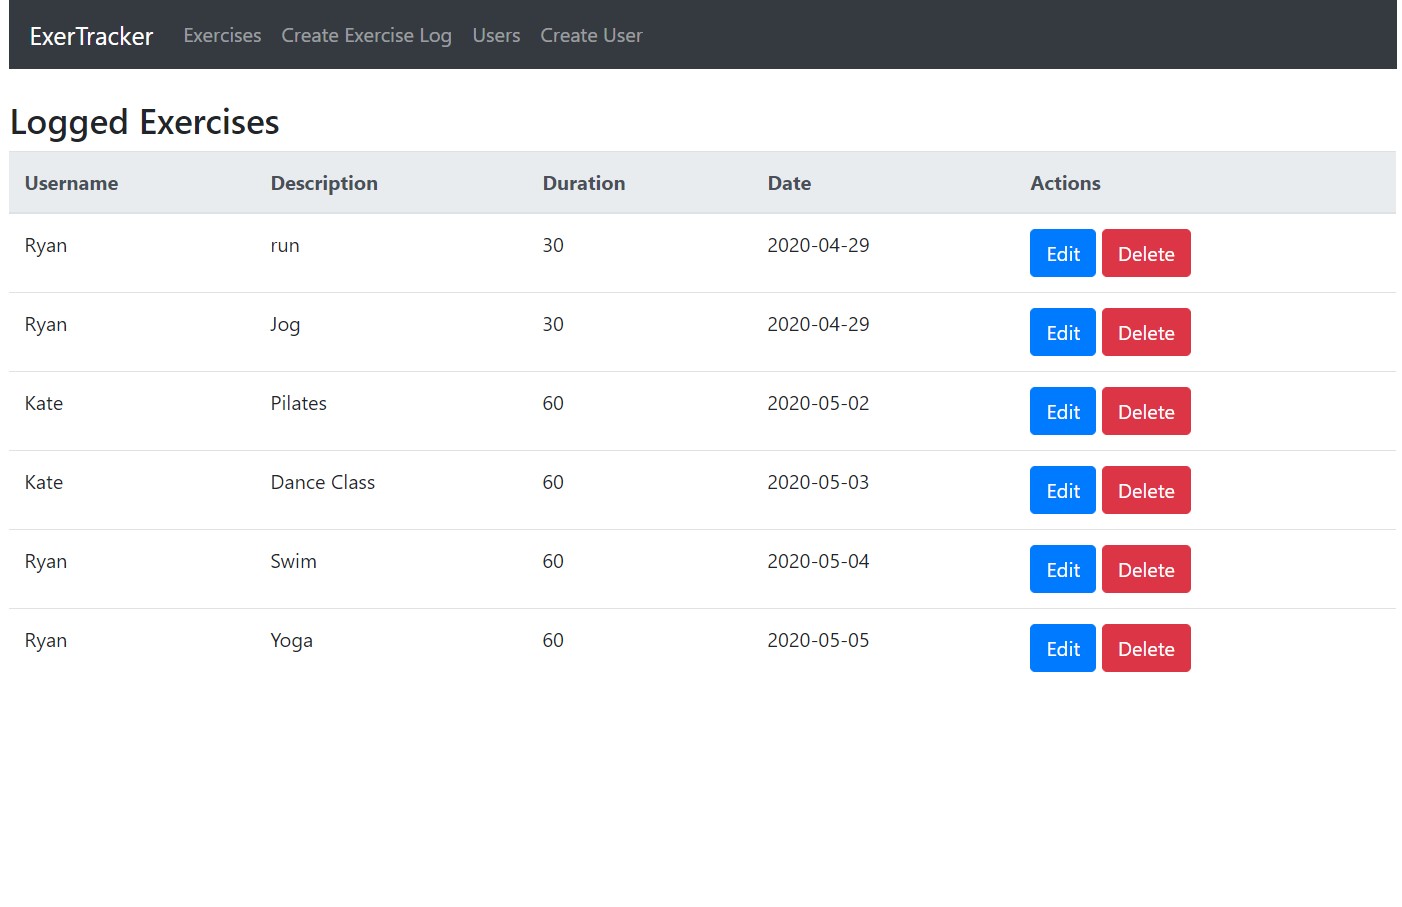 ExerTracker Exercises Create Exercise Log Users Create User
Logged Exercises
Username Description Duration Date Actions
Ryan run 30 2020-04-29 Edit Delete
Ryan Jog 30 2020-04-29 Edit Delete
Kate Pilates 60 2020-05-02 Edit Delete
Kate Dance Class 60 2020-05-03 Edit Delete
Ryan Swim 60 2020-05-04 Edit Delete
Ryan Yoga 60 2020-05-05 Edit Delete